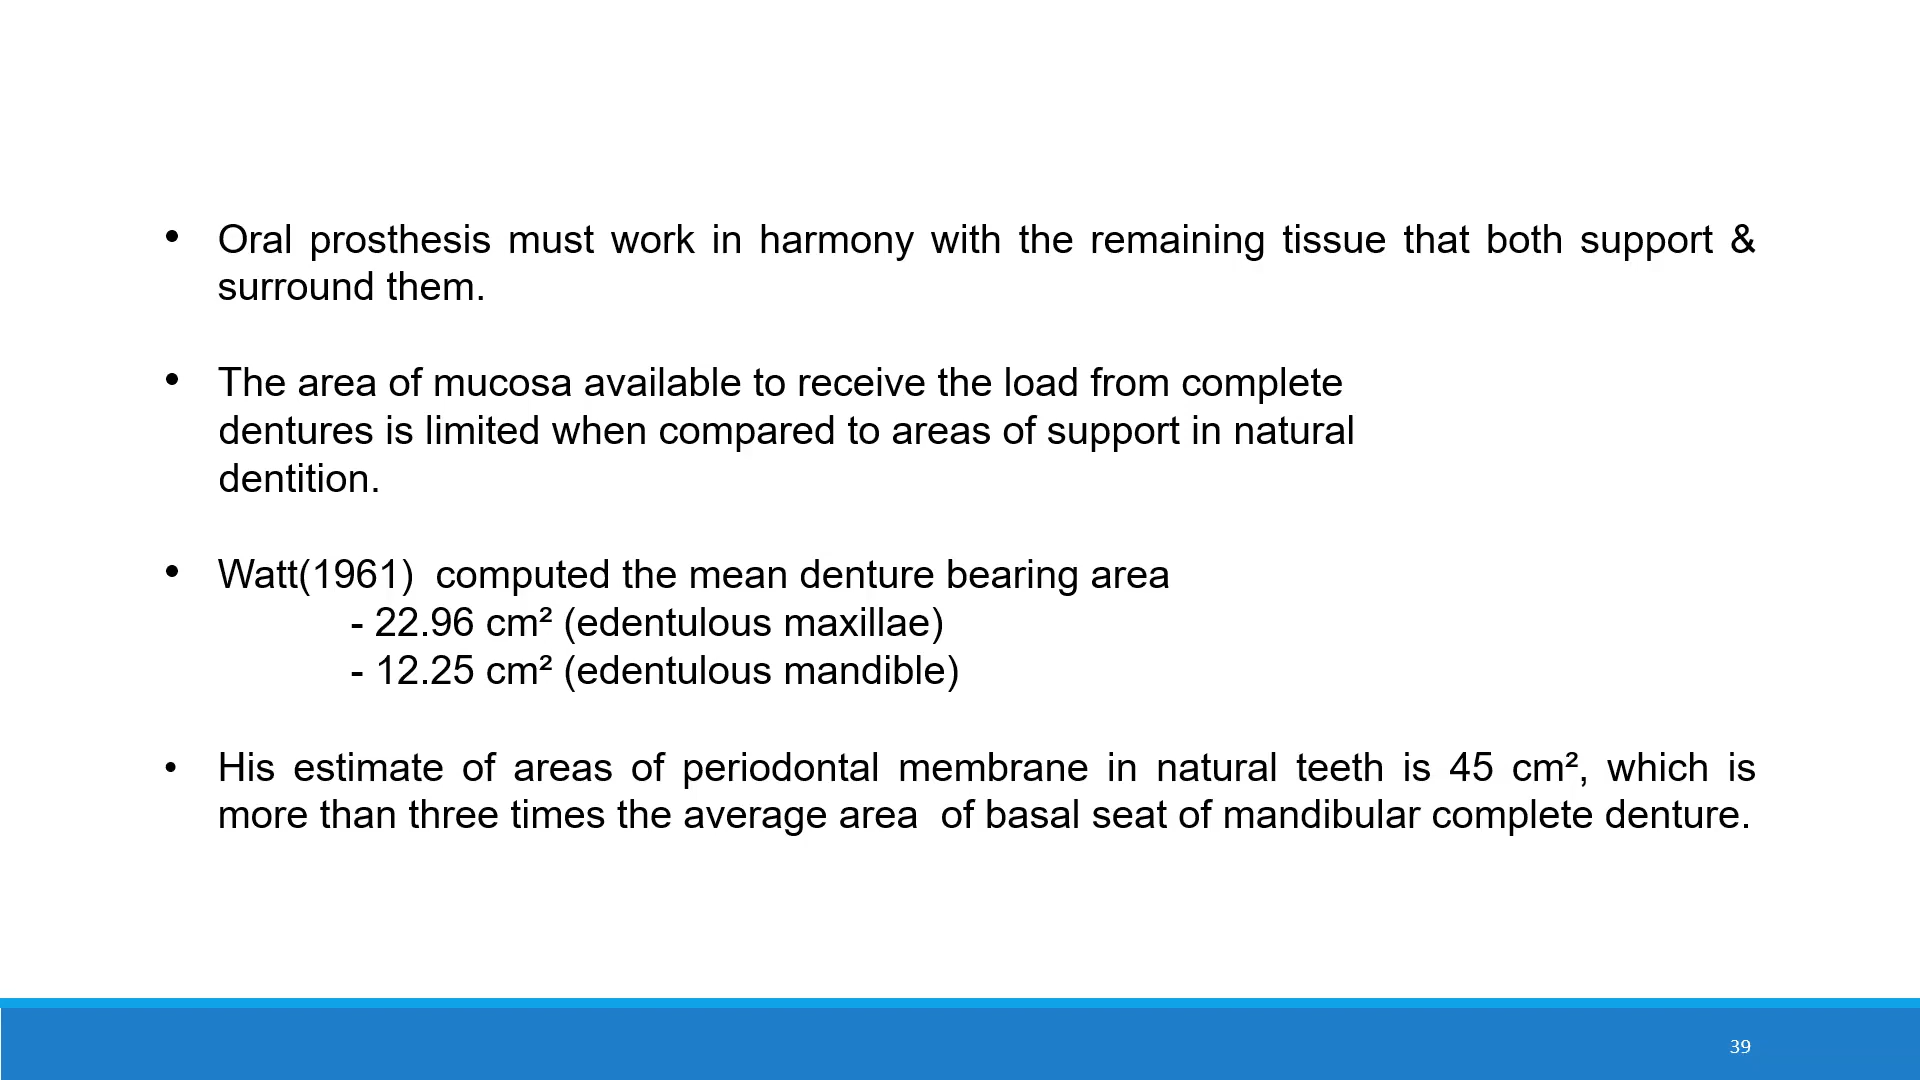 • Oral prosthesis must work in harmony with the remaining tissue that both support &
surround them.
• The area of mucosa available to receive the load from complete
dentures is limited when compared to areas of support in natural
dentition.
• Watt(1961)  computed the mean denture bearing area
- 22.96 cm² (edentulous maxillae)
- 12.25 cm² (edentulous mandible)
• His estimate of areas of periodontal membrane in natural teeth is 45 cm², which is
more than three times the average area  of basal seat of mandibular complete denture.
39